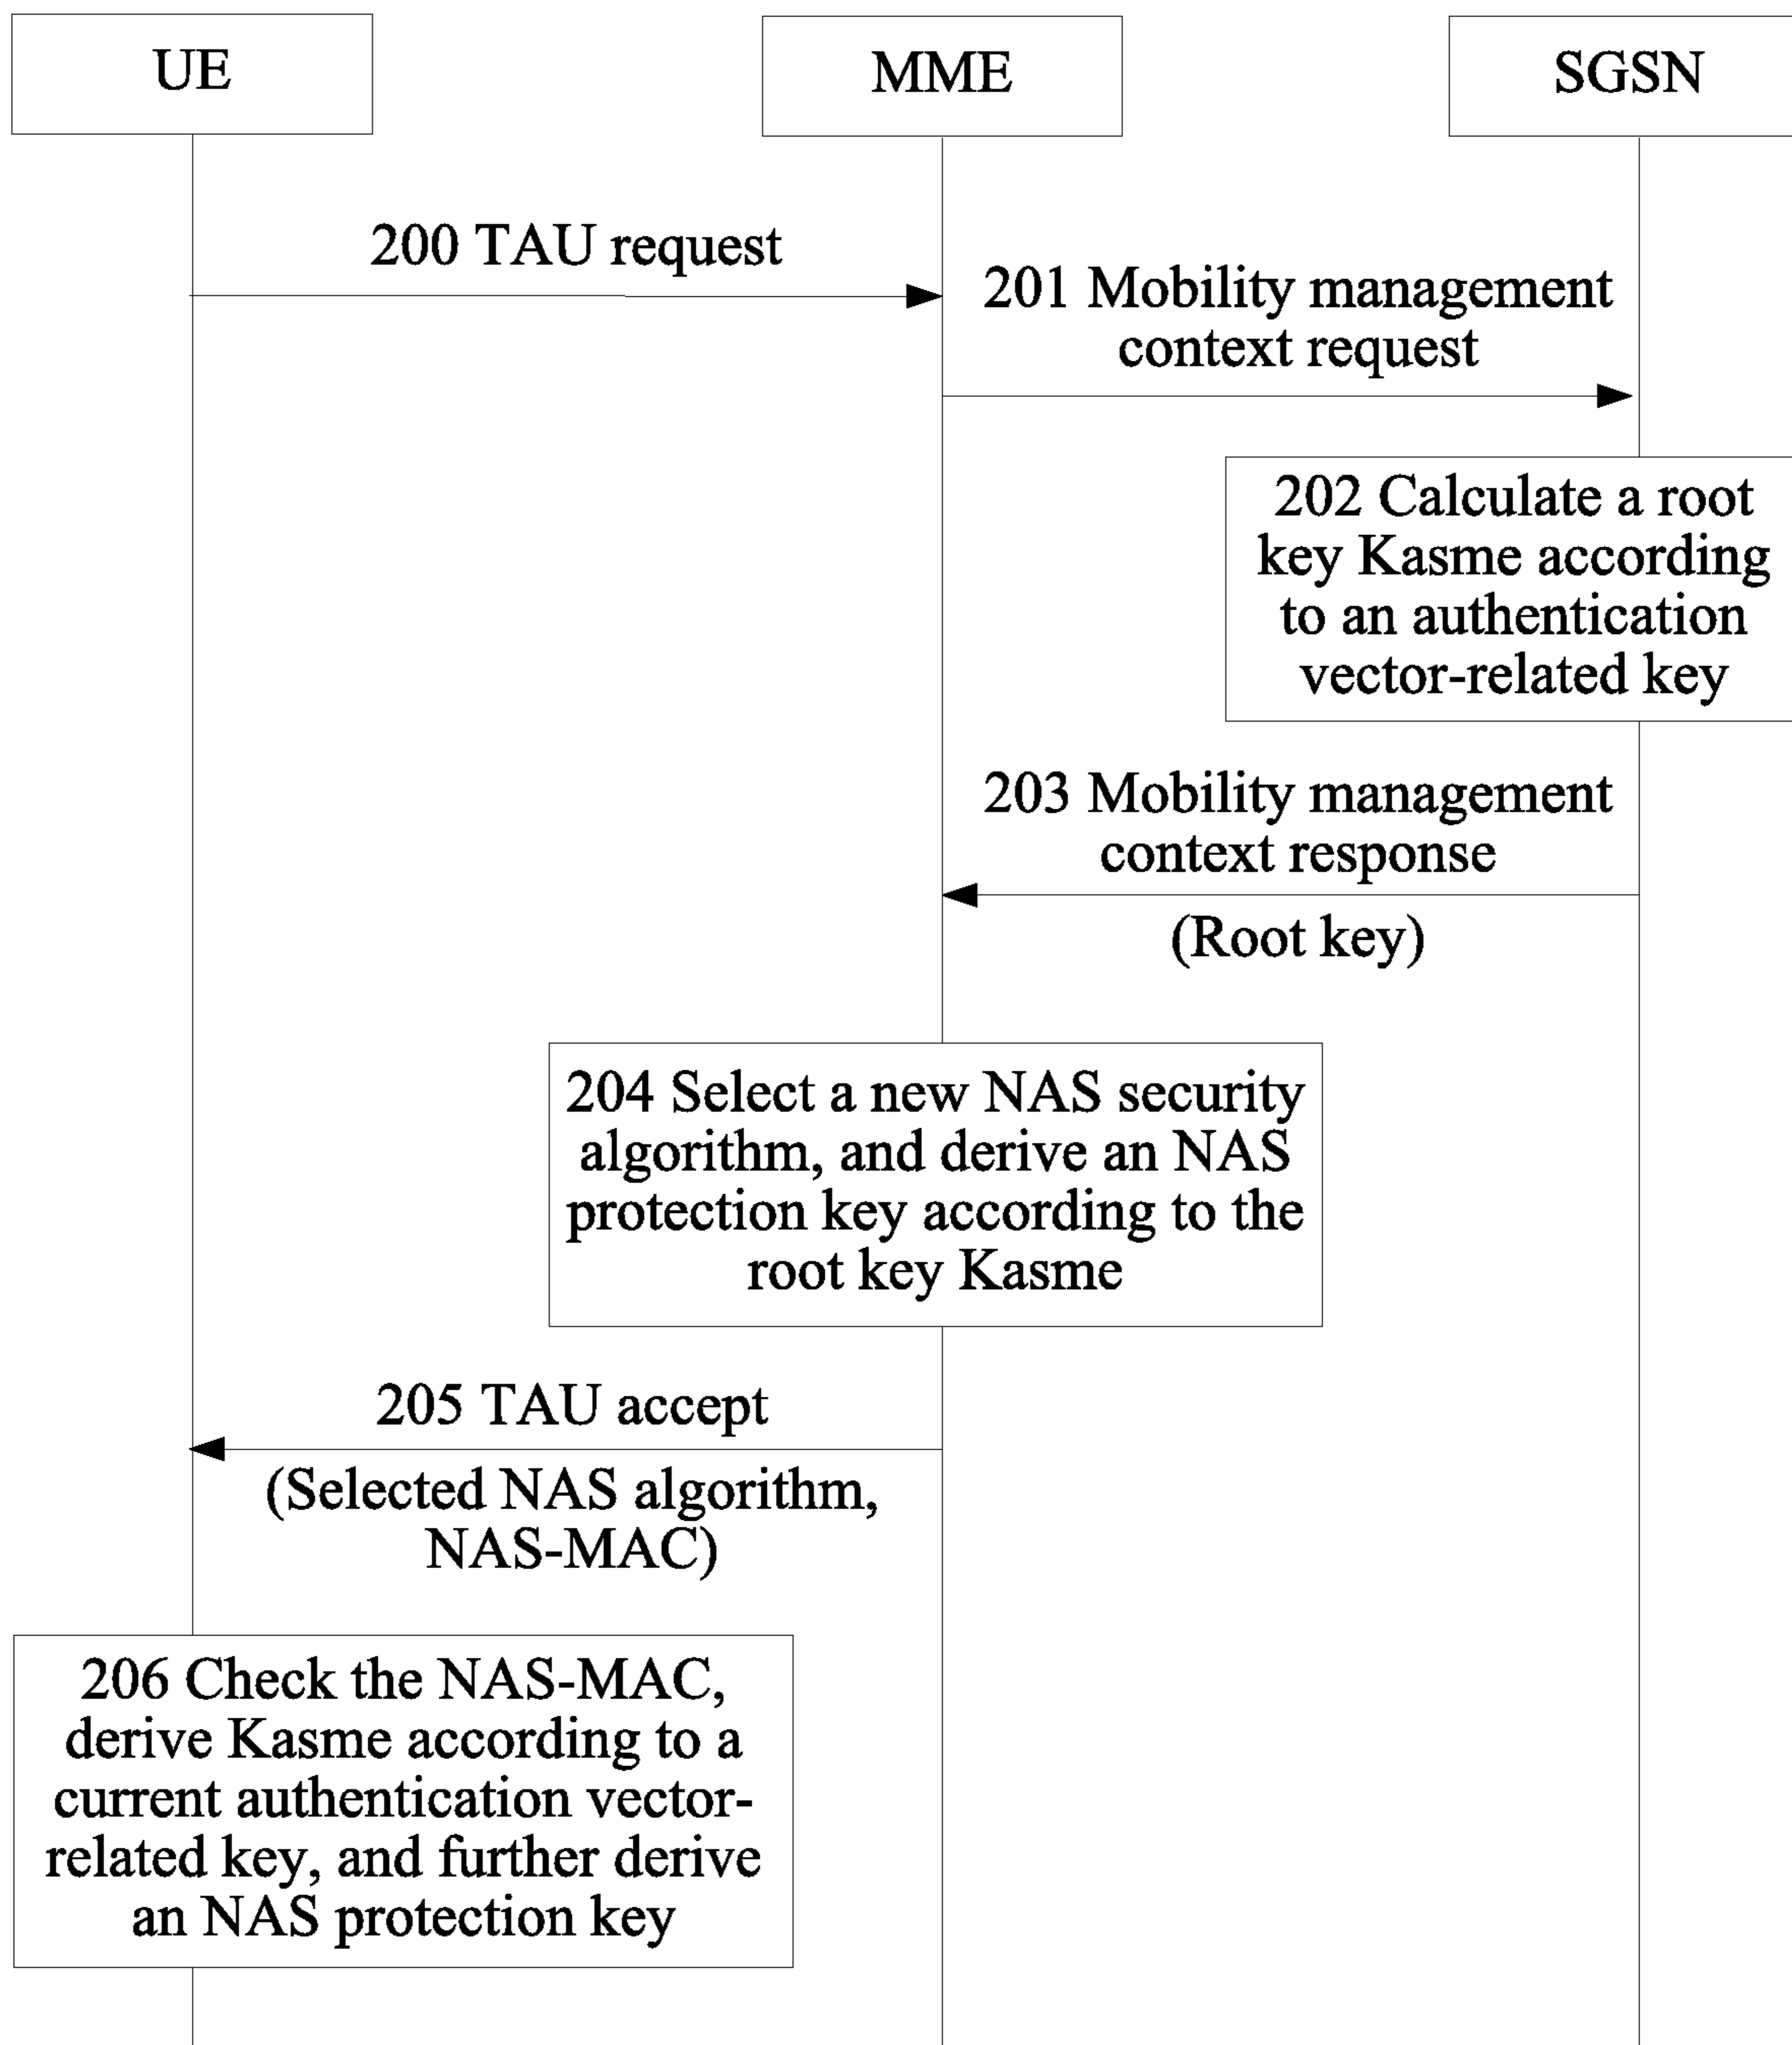 UE
MME
SGSN
200 TAU request
201 Mobility management
context request
202 Calculate a root
key Kasme according
to an authentication
vector-related key
203 Mobility management
context response
(Root key)
204 Select a new NAS security
algorithm, and derive an NAS
protection key according to the
root key Kasme
205 TAU accept
(Selected NAS algorithm,
NAS-MAC)
206 Check the NAS-MAC,
derive Kasme according to a
current authentication vector-
related key, and further derive
an NAS protection key